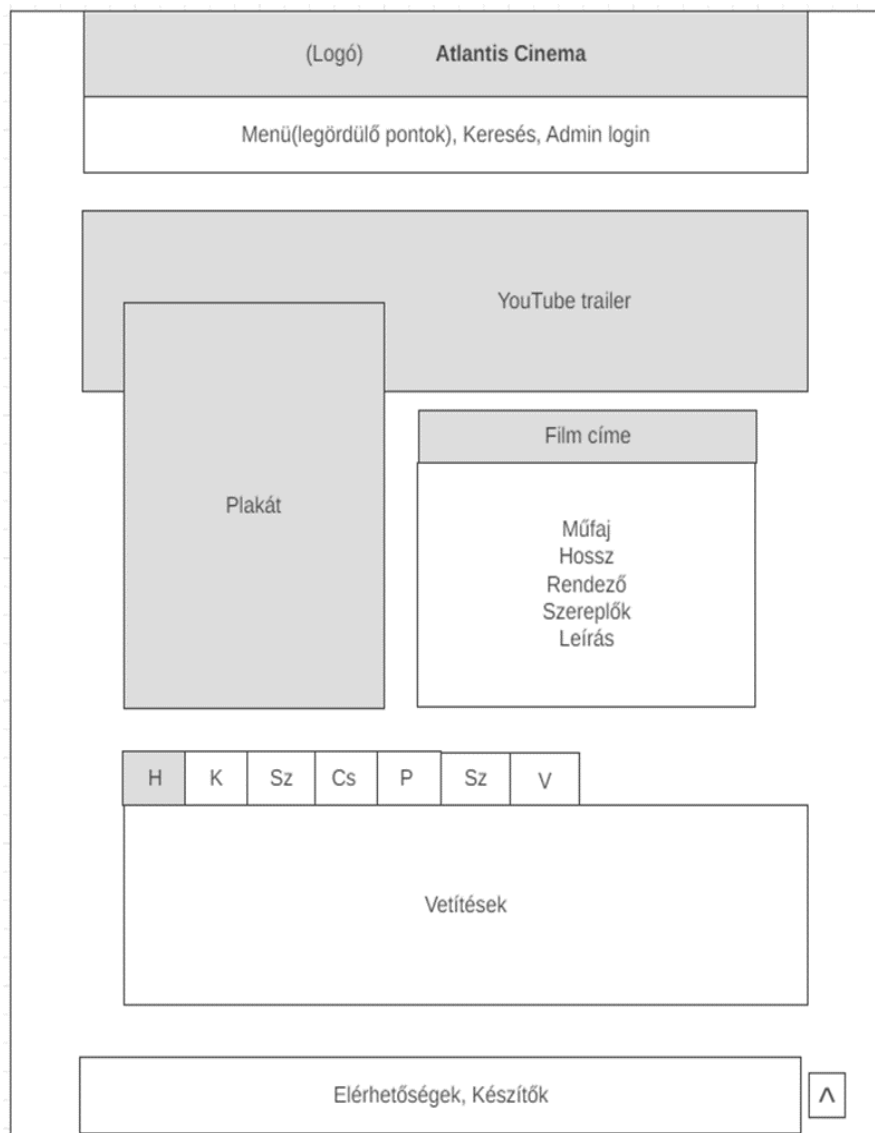 (Logó) Atlantis Cinema
Menü(legördülő pontok), Keresés, Admin login
YouTube trailer
Film címe
Plakát
Műfaj
Hossz
Rendező
Szereplők
Leírás
H K Sz Cs P Sz V
Vetítések
Elérhetőségek, Készítők
^